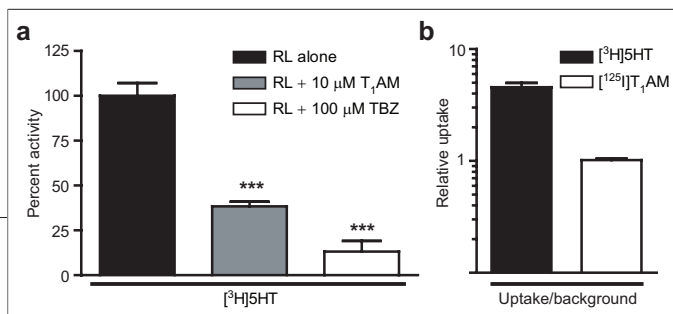 a
125
100
75
50
25
0
Percent activity
RL alone
RL + 10 μM T₁AM
RL + 100 μM TBZ
***
***
[³H]5HT
b
10
1
Relative uptake
[³H]5HT
[¹²⁵I]T₁AM
Uptake/background